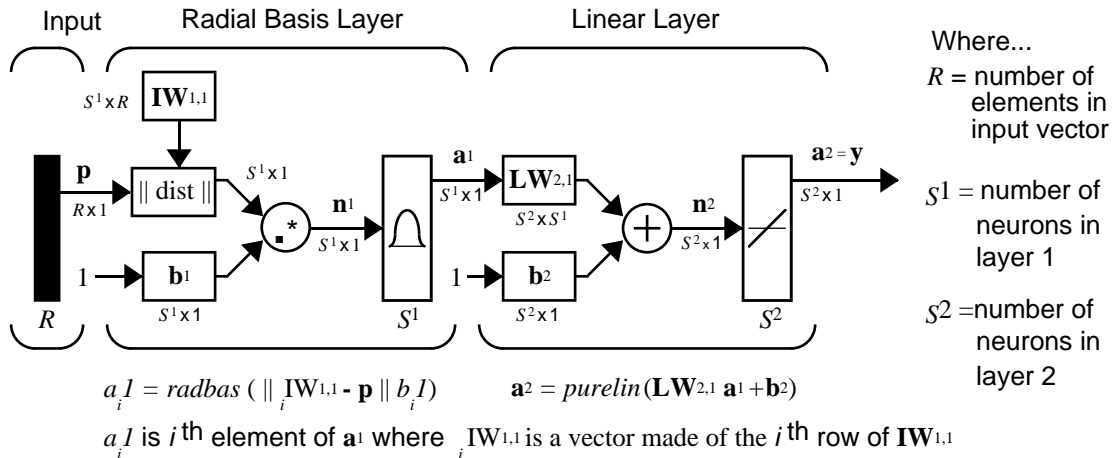 Input Radial Basis Layer Linear Layer
Where...
R = number of
elements in
input vector
S¹ x R IW1,1
p || dist || S¹ x 1
R x 1
.*
n1
S¹ x 1
a1
S¹ x 1
LW2,1
S² x S¹
+
n2
S² x 1
a2 = y
S² x 1
1 b1
S¹ x 1
1 b2
S² x 1
R S¹ S²
S1 = number of
neurons in
layer 1
S2 =number of
neurons in
layer 2
aᵢ1 = radbas ( || ᵢIW1,1 - p || bᵢ1)
a2 = purelin(LW2,1 a1 +b2)
aᵢ1 is i th element of a1 where ᵢIW1,1 is a vector made of the i th row of IW1,1